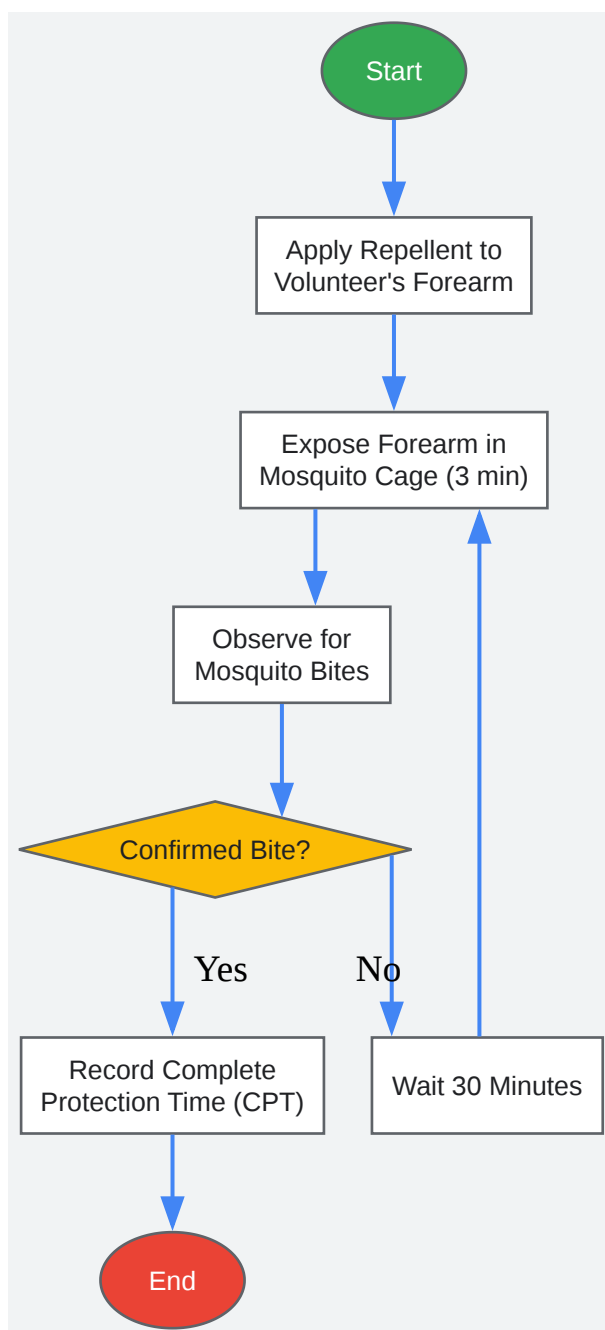 Start
Apply Repellent to
Volunteer's Forearm
Expose Forearm in
Mosquito Cage (3 min)
Observe for
Mosquito Bites
Confirmed Bite?
Yes
No
Record Complete
Protection Time (CPT)
Wait 30 Minutes
End